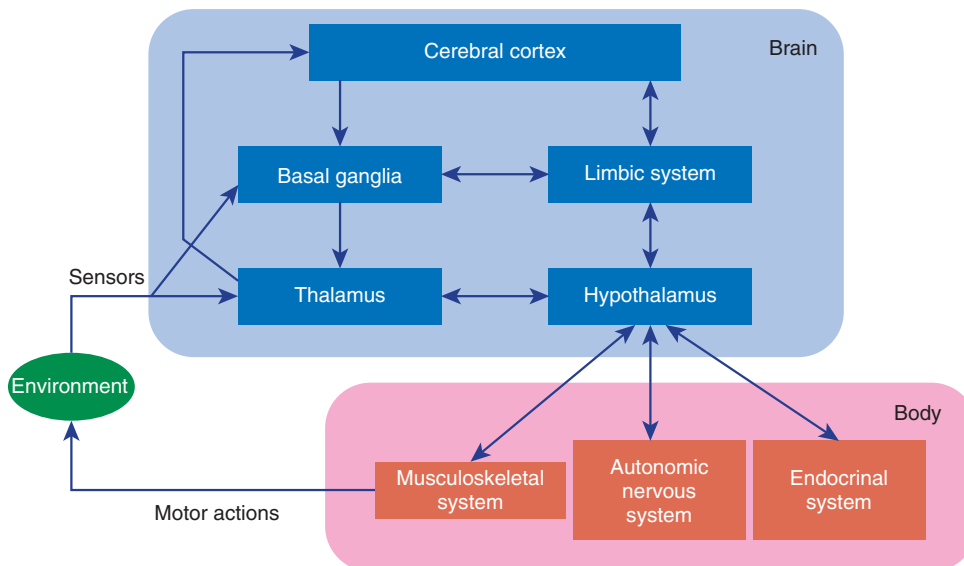 Brain
Cerebral cortex
Basal ganglia
Limbic system
Sensors
Thalamus
Hypothalamus
Environment
Body
Musculoskeletal
system
Autonomic
nervous
system
Endocrinal
system
Motor actions